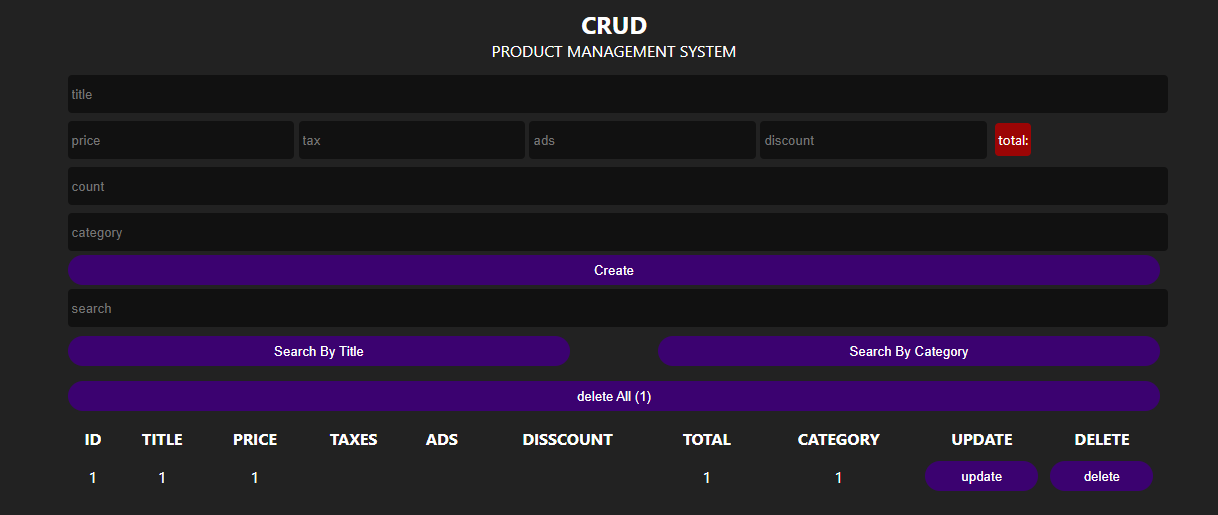 CRUD
PRODUCT MANAGEMENT SYSTEM
title
price tax ads discount total:
count
category
Create
search
Search By Title Search By Category
delete All (1)
ID TITLE PRICE TAXES ADS DISSCOUNT TOTAL CATEGORY UPDATE DELETE
1 1 1 1 1 update delete